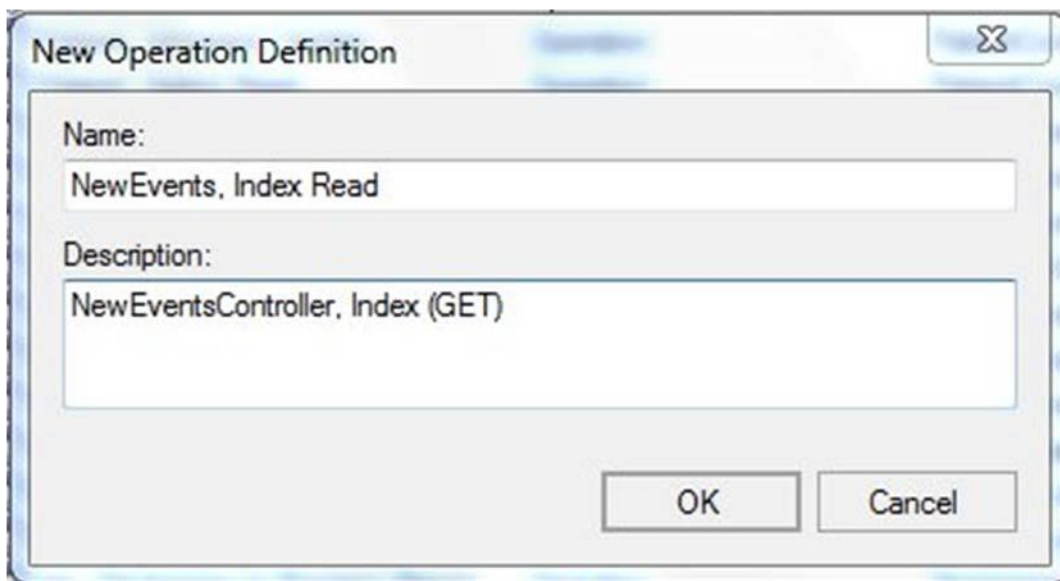 New Operation Definition
Name:
NewEvents, Index Read
Description:
NewEventsController, Index (GET)
OK
Cancel